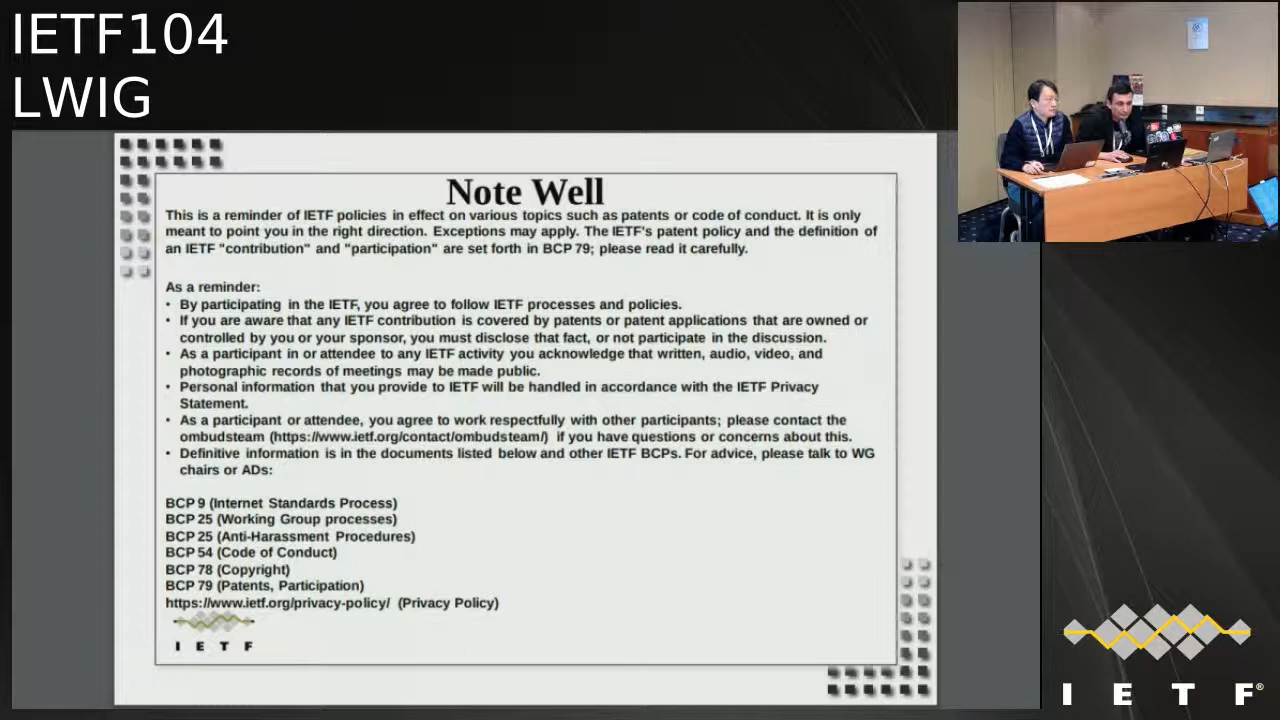 IETF104
LWIG
Note Well
This is a reminder of IETF policies in effect on various topics such as patents or code of conduct. It is only
meant to point you in the right direction. Exceptions may apply. The IETF's patent policy and the definition of
an IETF "contribution" and "participation" are set forth in BCP 79; please read it carefully.
As a reminder:
• By participating in the IETF, you agree to follow IETF processes and policies.
• If you are aware that any IETF contribution is covered by patents or patent applications that are owned or
controlled by you or your sponsor, you must disclose that fact, or not participate in the discussion.
• As a participant in or attendee to any IETF activity you acknowledge that written, audio, video, and
photographic records of meetings may be made public.
• Personal information that you provide to IETF will be handled in accordance with the IETF Privacy
Statement.
• As a participant or attendee, you agree to work respectfully with other participants; please contact the
ombudsteam (https://www.ietf.org/contact/ombudsteam/) if you have questions or concerns about this.
• Definitive information is in the documents listed below and other IETF BCPs. For advice, please talk to WG
chairs or ADs:
BCP 9 (Internet Standards Process)
BCP 25 (Working Group processes)
BCP 25 (Anti-Harassment Procedures)
BCP 54 (Code of Conduct)
BCP 78 (Copyright)
BCP 79 (Patents, Participation)
https://www.ietf.org/privacy-policy/ (Privacy Policy)
I E T F
I E T F®